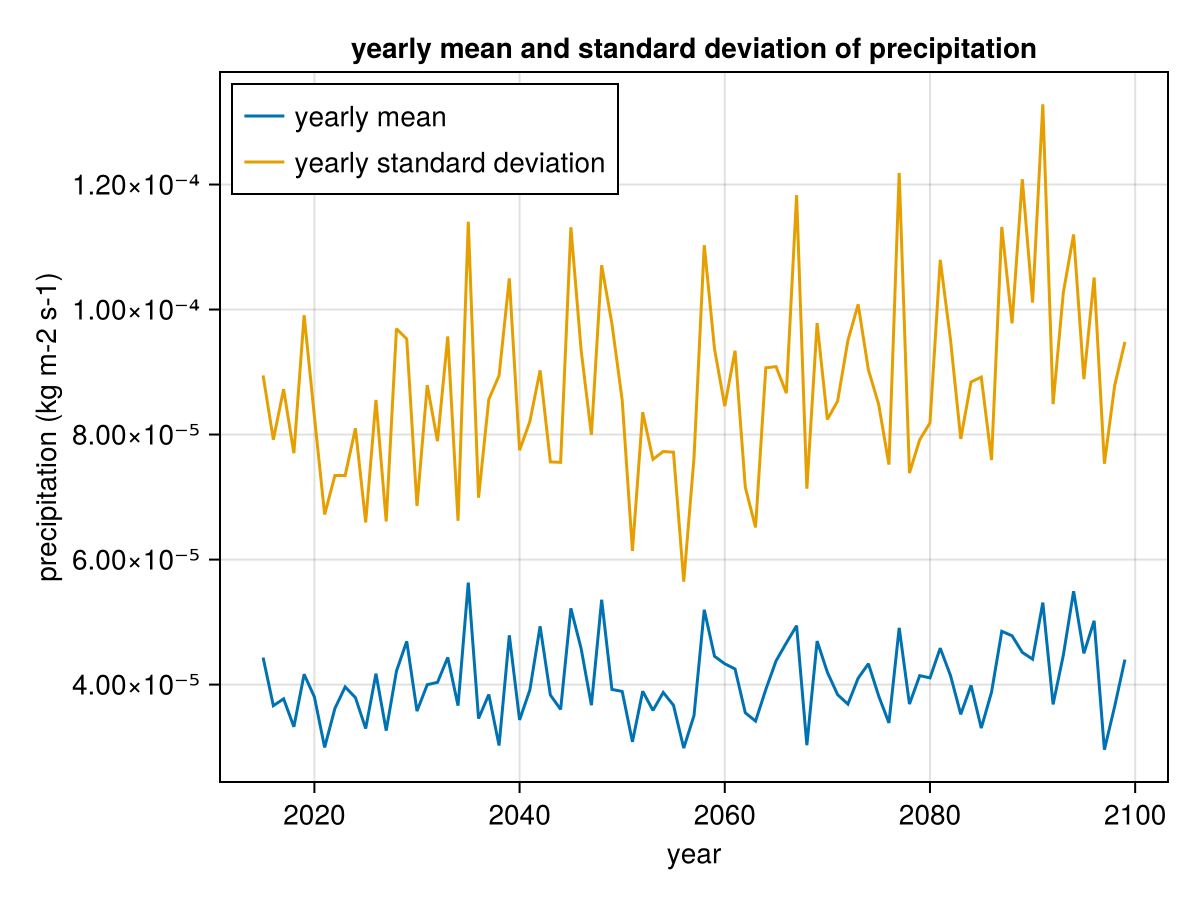 yearly mean and standard deviation of precipitation
yearly mean
yearly standard deviation
1.20×10⁻⁴
1.00×10⁻⁴
8.00×10⁻⁵
6.00×10⁻⁵
4.00×10⁻⁵
precipitation (kg m-2 s-1)
2020 2040 2060 2080 2100
year